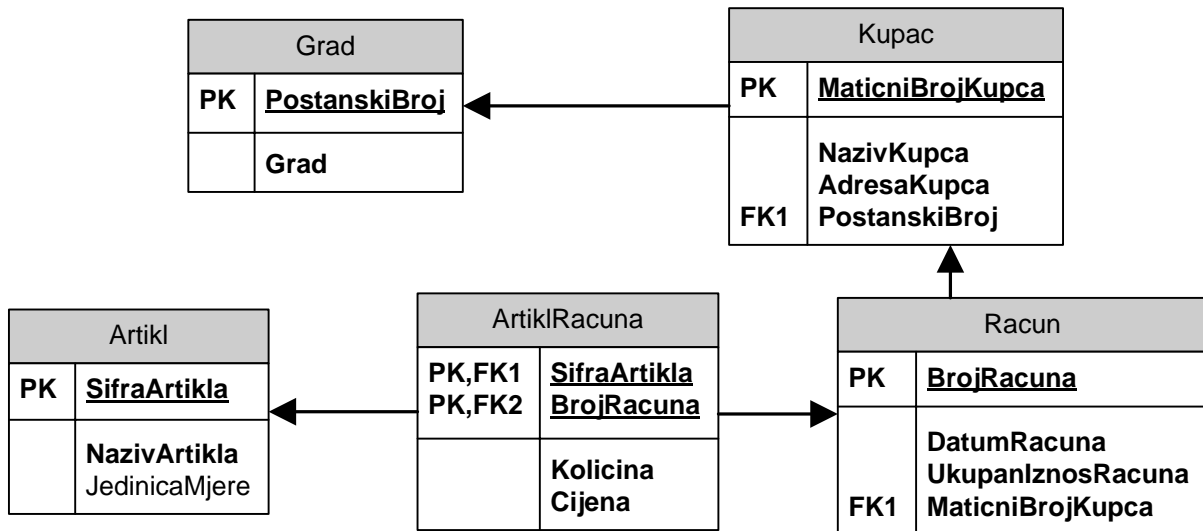 Grad
PK PostanskiBroj
Grad
Kupac
PK MaticniBrojKupca
NazivKupca
AdresaKupca
FK1 PostanskiBroj
Artikl
PK SifraArtikla
NazivArtikla
JedinicaMjere
ArtiklRacuna
PK,FK1 SifraArtikla
PK,FK2 BrojRacuna
Kolicina
Cijena
Racun
PK BrojRacuna
DatumRacuna
UkupanIznosRacuna
FK1 MaticniBrojKupca